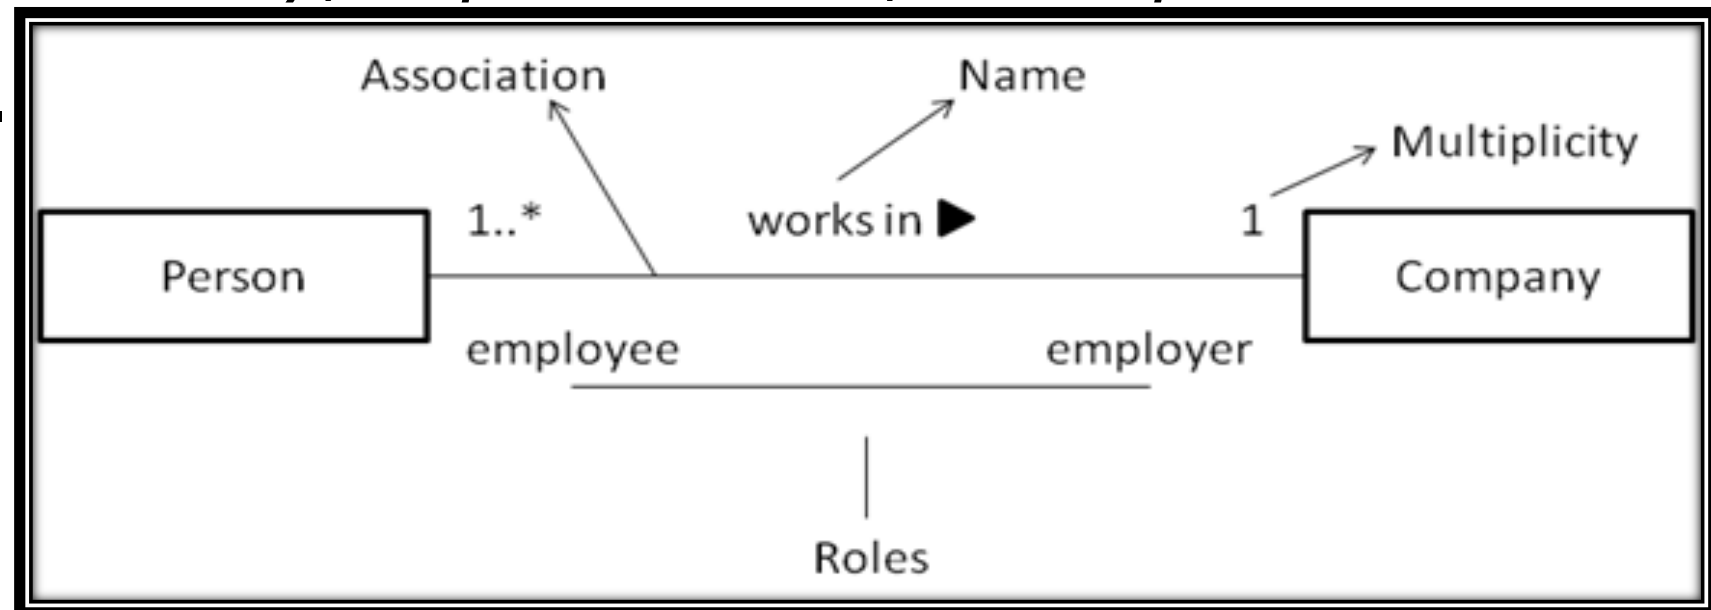 Association
Name
Multiplicity
1..*
works in ▶
1
Person
Company
employee
employer
Roles